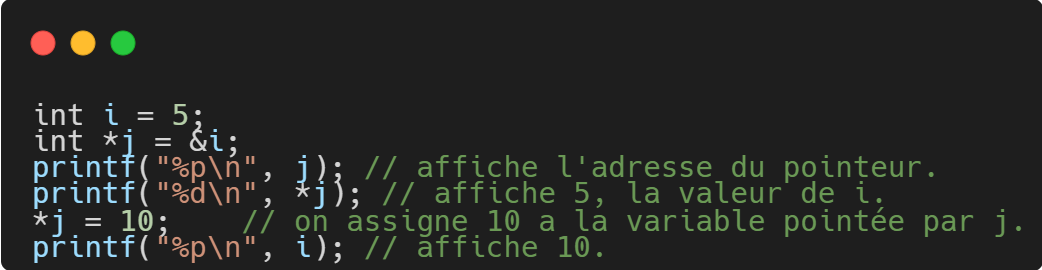 int i = 5;
int *j = &i;
printf("%p\n", j); // affiche l'adresse du pointeur.
printf("%d\n", *j); // affiche 5, la valeur de i.
*j = 10;    // on assigne 10 a la variable pointée par j.
printf("%p\n", i); // affiche 10.